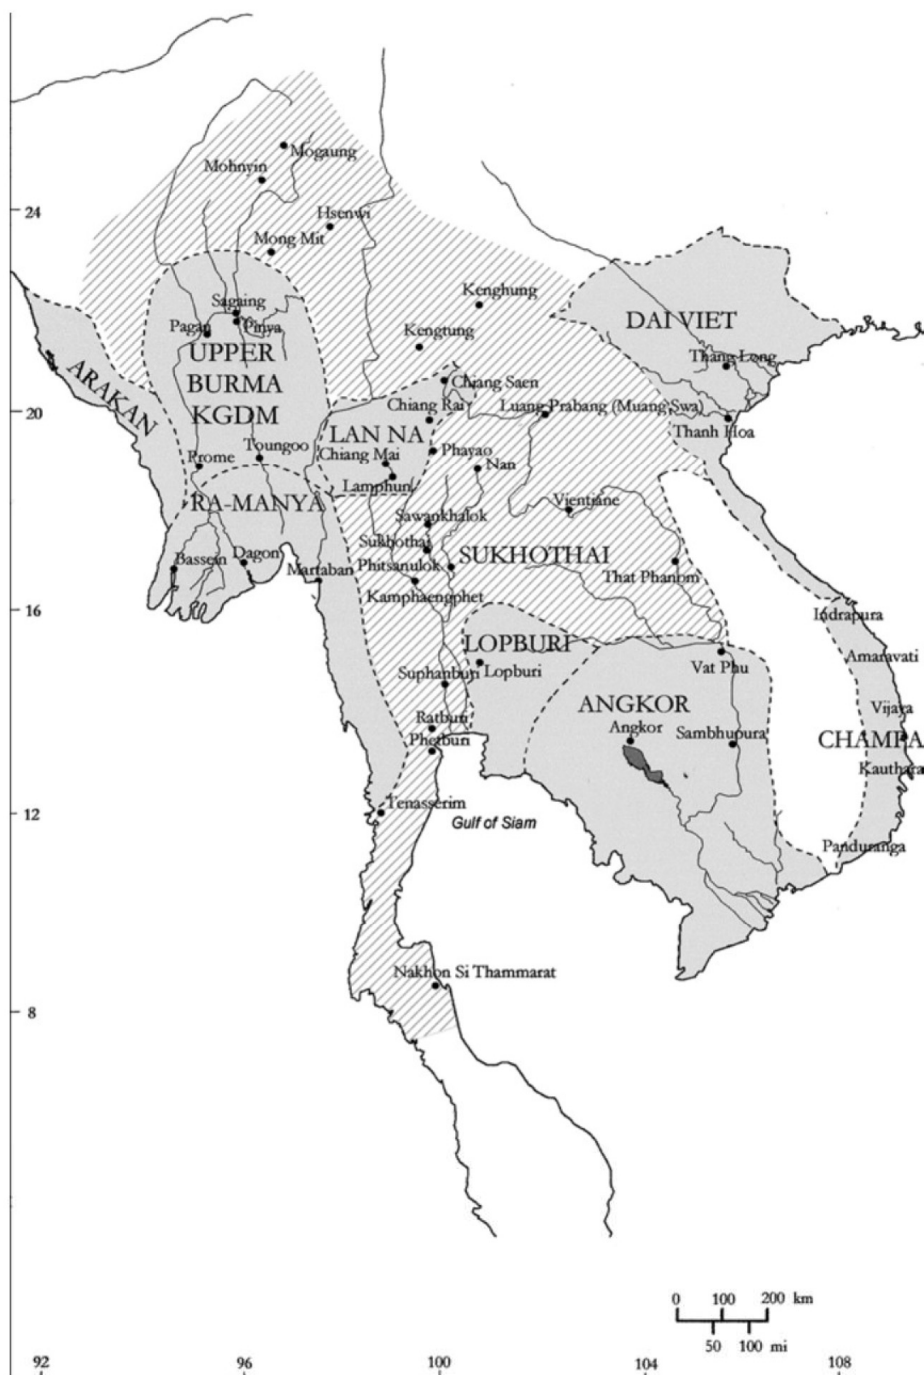 Mogaung
Mohnyin
24
Hsenwi
Mong Mit
Kenghung
Sagaing
DAI VIET
Pagan
Pinya
Kengtung
UPPER
BURMA
KGDM
Thang Long
ARAKAN
Chiang Saen
20
Chiang Rai
Luang Prabang (Muang Swa)
LAN NA
Thanh Hoa
Toungoo
Chiang Mai
Phayao
Prome
Nan
Lamphun
RA-MANYA
Vientiane
Sawankhalok
Sukhothai
SUKHOTHAI
Bassein
Dagon
Martaban
Phitsanulok
That Phanom
Kamphaengphet
16
Indrapura
LOPBURI
Amaravati
Suphanburi
Lopburi
Vat Phu
ANGKOR
Vijaya
Ratburi
Angkor
Sambhupura
CHAMPA
Phetburi
Kauthara
Tenasserim
12
Gulf of Siam
Panduranga
Nakhon Si Thammarat
8
0 100 200 km
50 100 mi
92 96 100 104 108